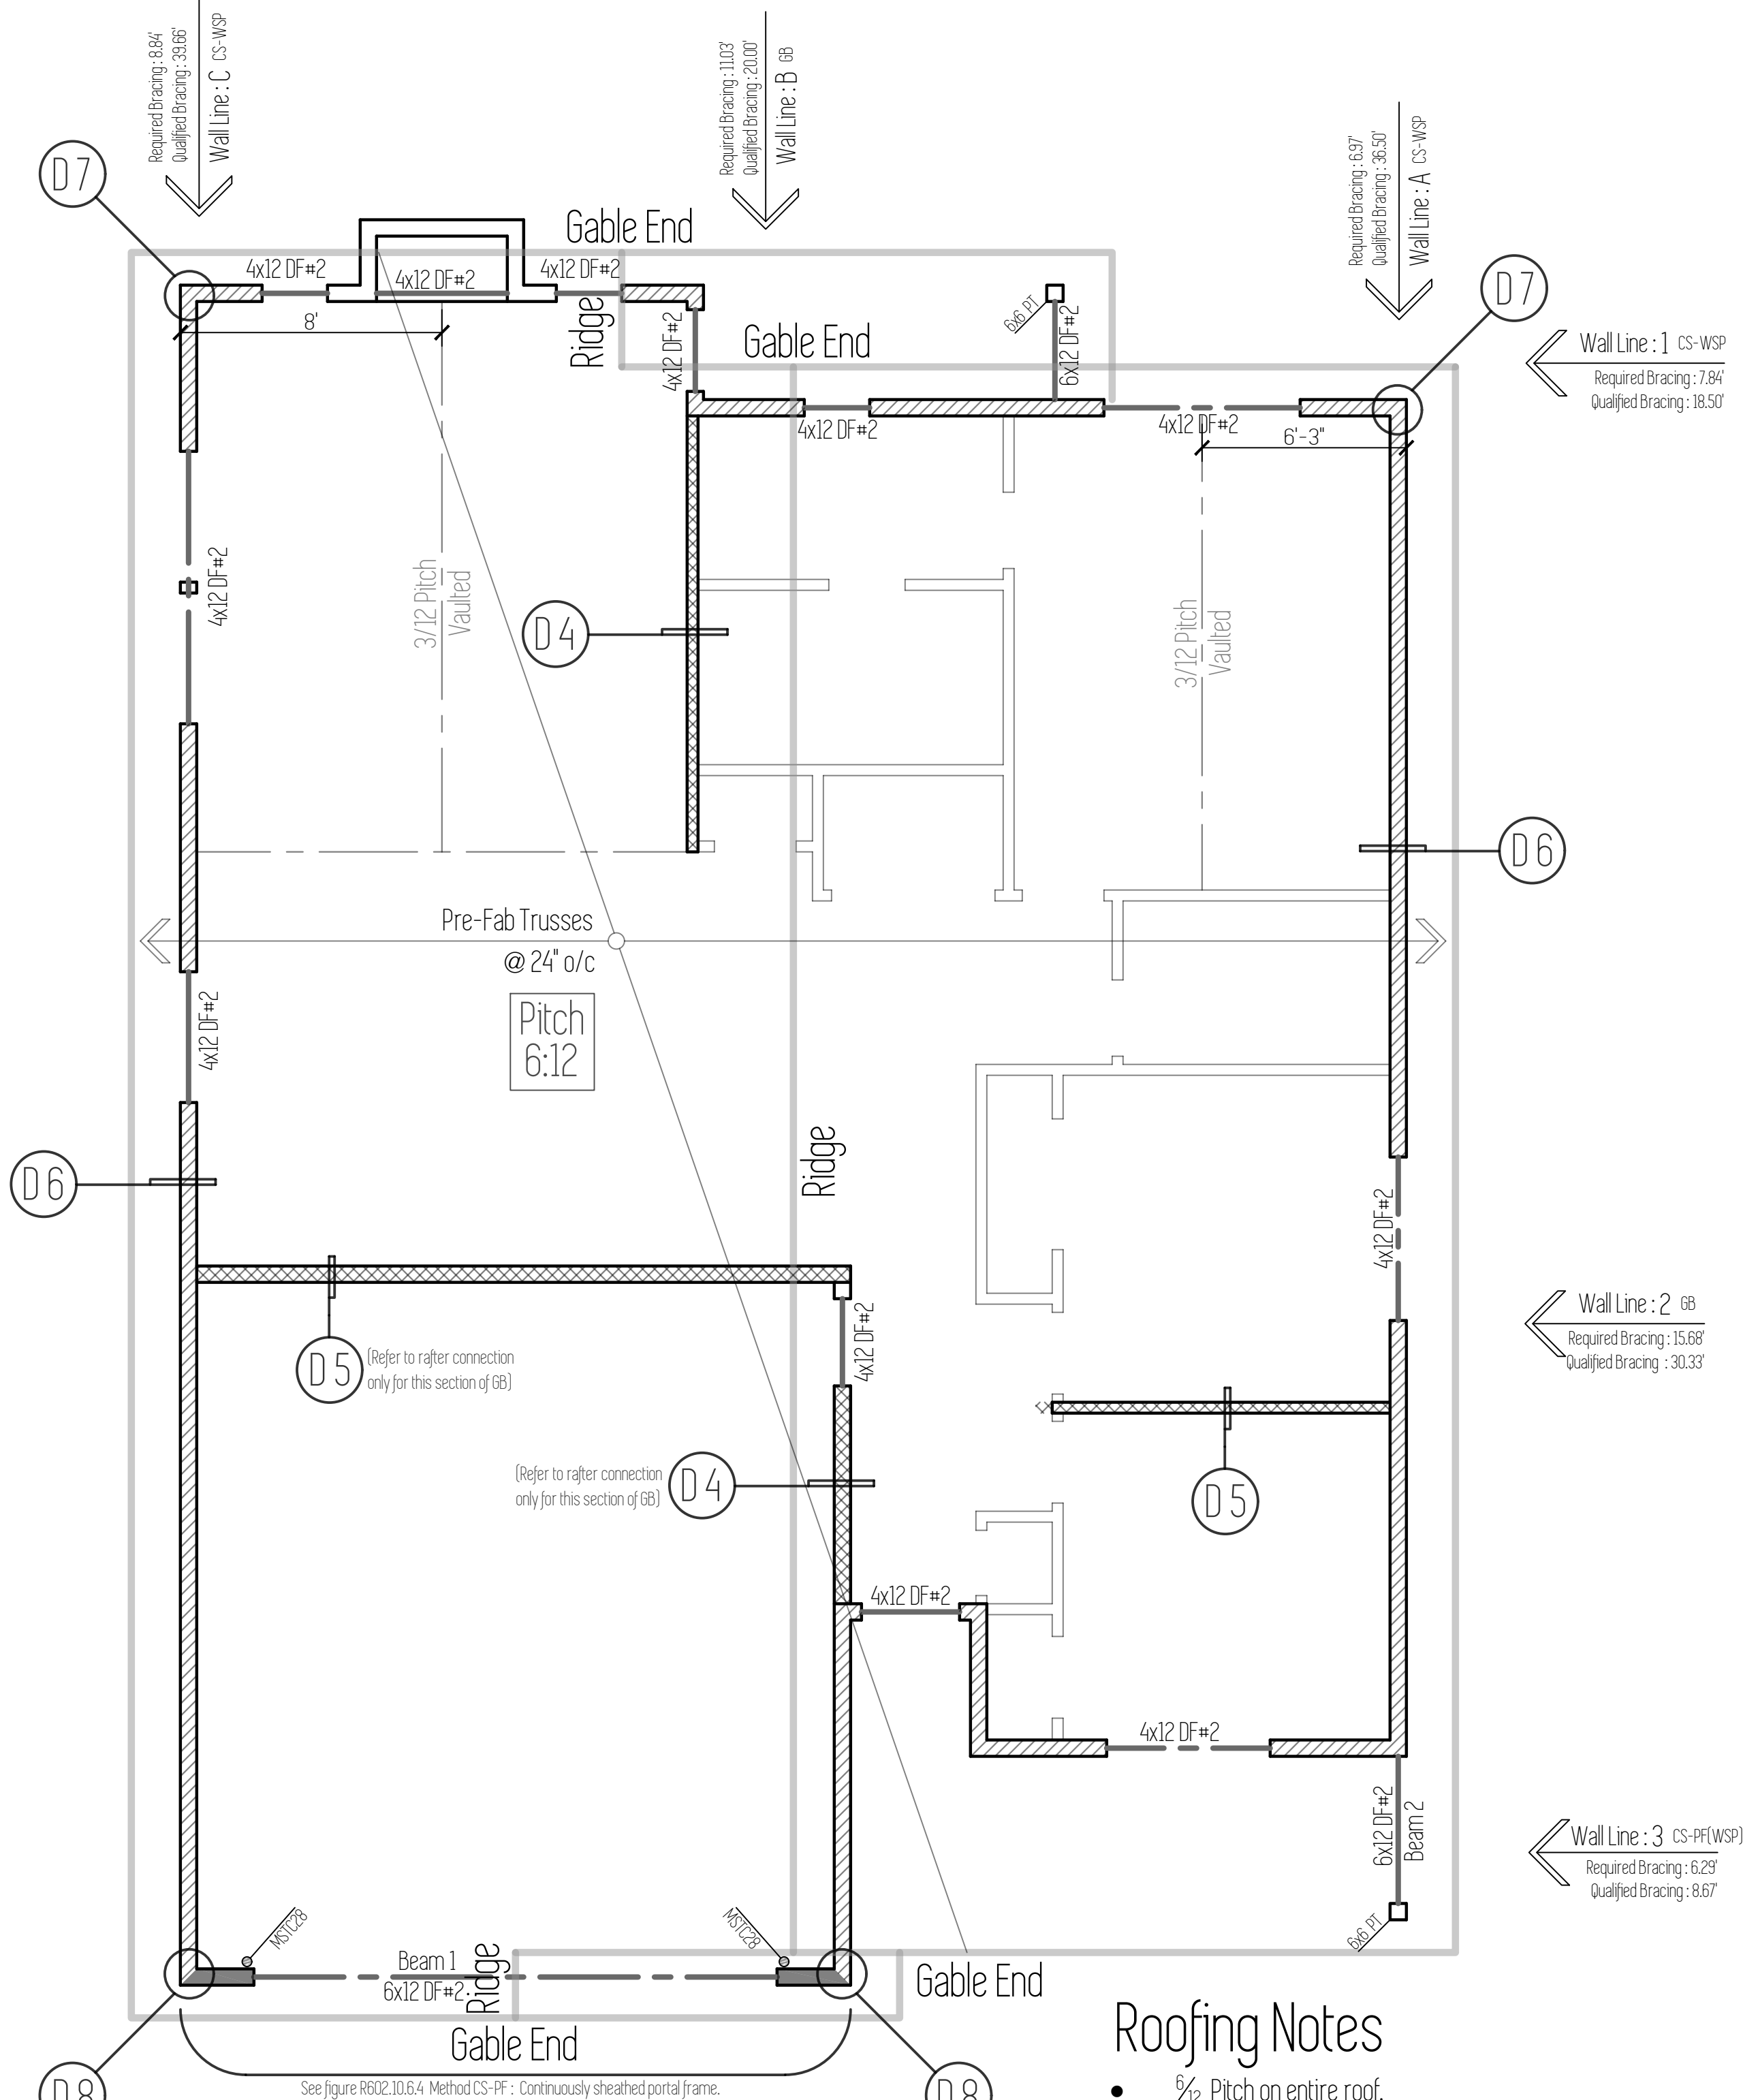 Required Bracing : 8.84'
Qualified Bracing : 39.66'
Wall Line : C CS-WSP
Required Bracing : 11.03'
Qualified Bracing : 20.00'
Wall Line : B GB
Required Bracing : 6.97'
Qualified Bracing : 36.50'
Wall Line : A CS-WSP
D7
Gable End
4x12 DF#2
4x12 DF#2
4x12 DF#2
8'
Ridge
4x12 DF#2
Gable End
6x6 PT
6x12 DF#2
D7
Wall Line : 1 CS-WSP
Required Bracing : 7.84'
Qualified Bracing : 18.50'
4x12 DF#2
4x12 DF#2
6'-3"
4x12 DF#2
3/12 Pitch
Vaulted
D4
3/12 Pitch
Vaulted
D6
Pre-Fab Trusses
@ 24" o/c
Pitch
6:12
4x12 DF#2
Ridge
D6
4x12 DF#2
Wall Line : 2 GB
Required Bracing : 15.68'
Qualified Bracing : 30.33'
D5
(Refer to rafter connection
only for this section of GB)
4x12 DF#2
(Refer to rafter connection
only for this section of GB)
D4
D5
4x12 DF#2
4x12 DF#2
6x12 DF#2
Beam 2
Wall Line : 3 CS-PF(WSP)
Required Bracing : 6.29'
Qualified Bracing : 8.67'
6x6 PT
MSTC28
MSTC28
Beam 1
6x12 DF#2
Ridge
Gable End
Gable End
D8
D8
See figure R602.10.6.4 Method CS-PF : Continuously sheathed portal frame.
Roofing Notes
• 6/12 Pitch on entire roof.